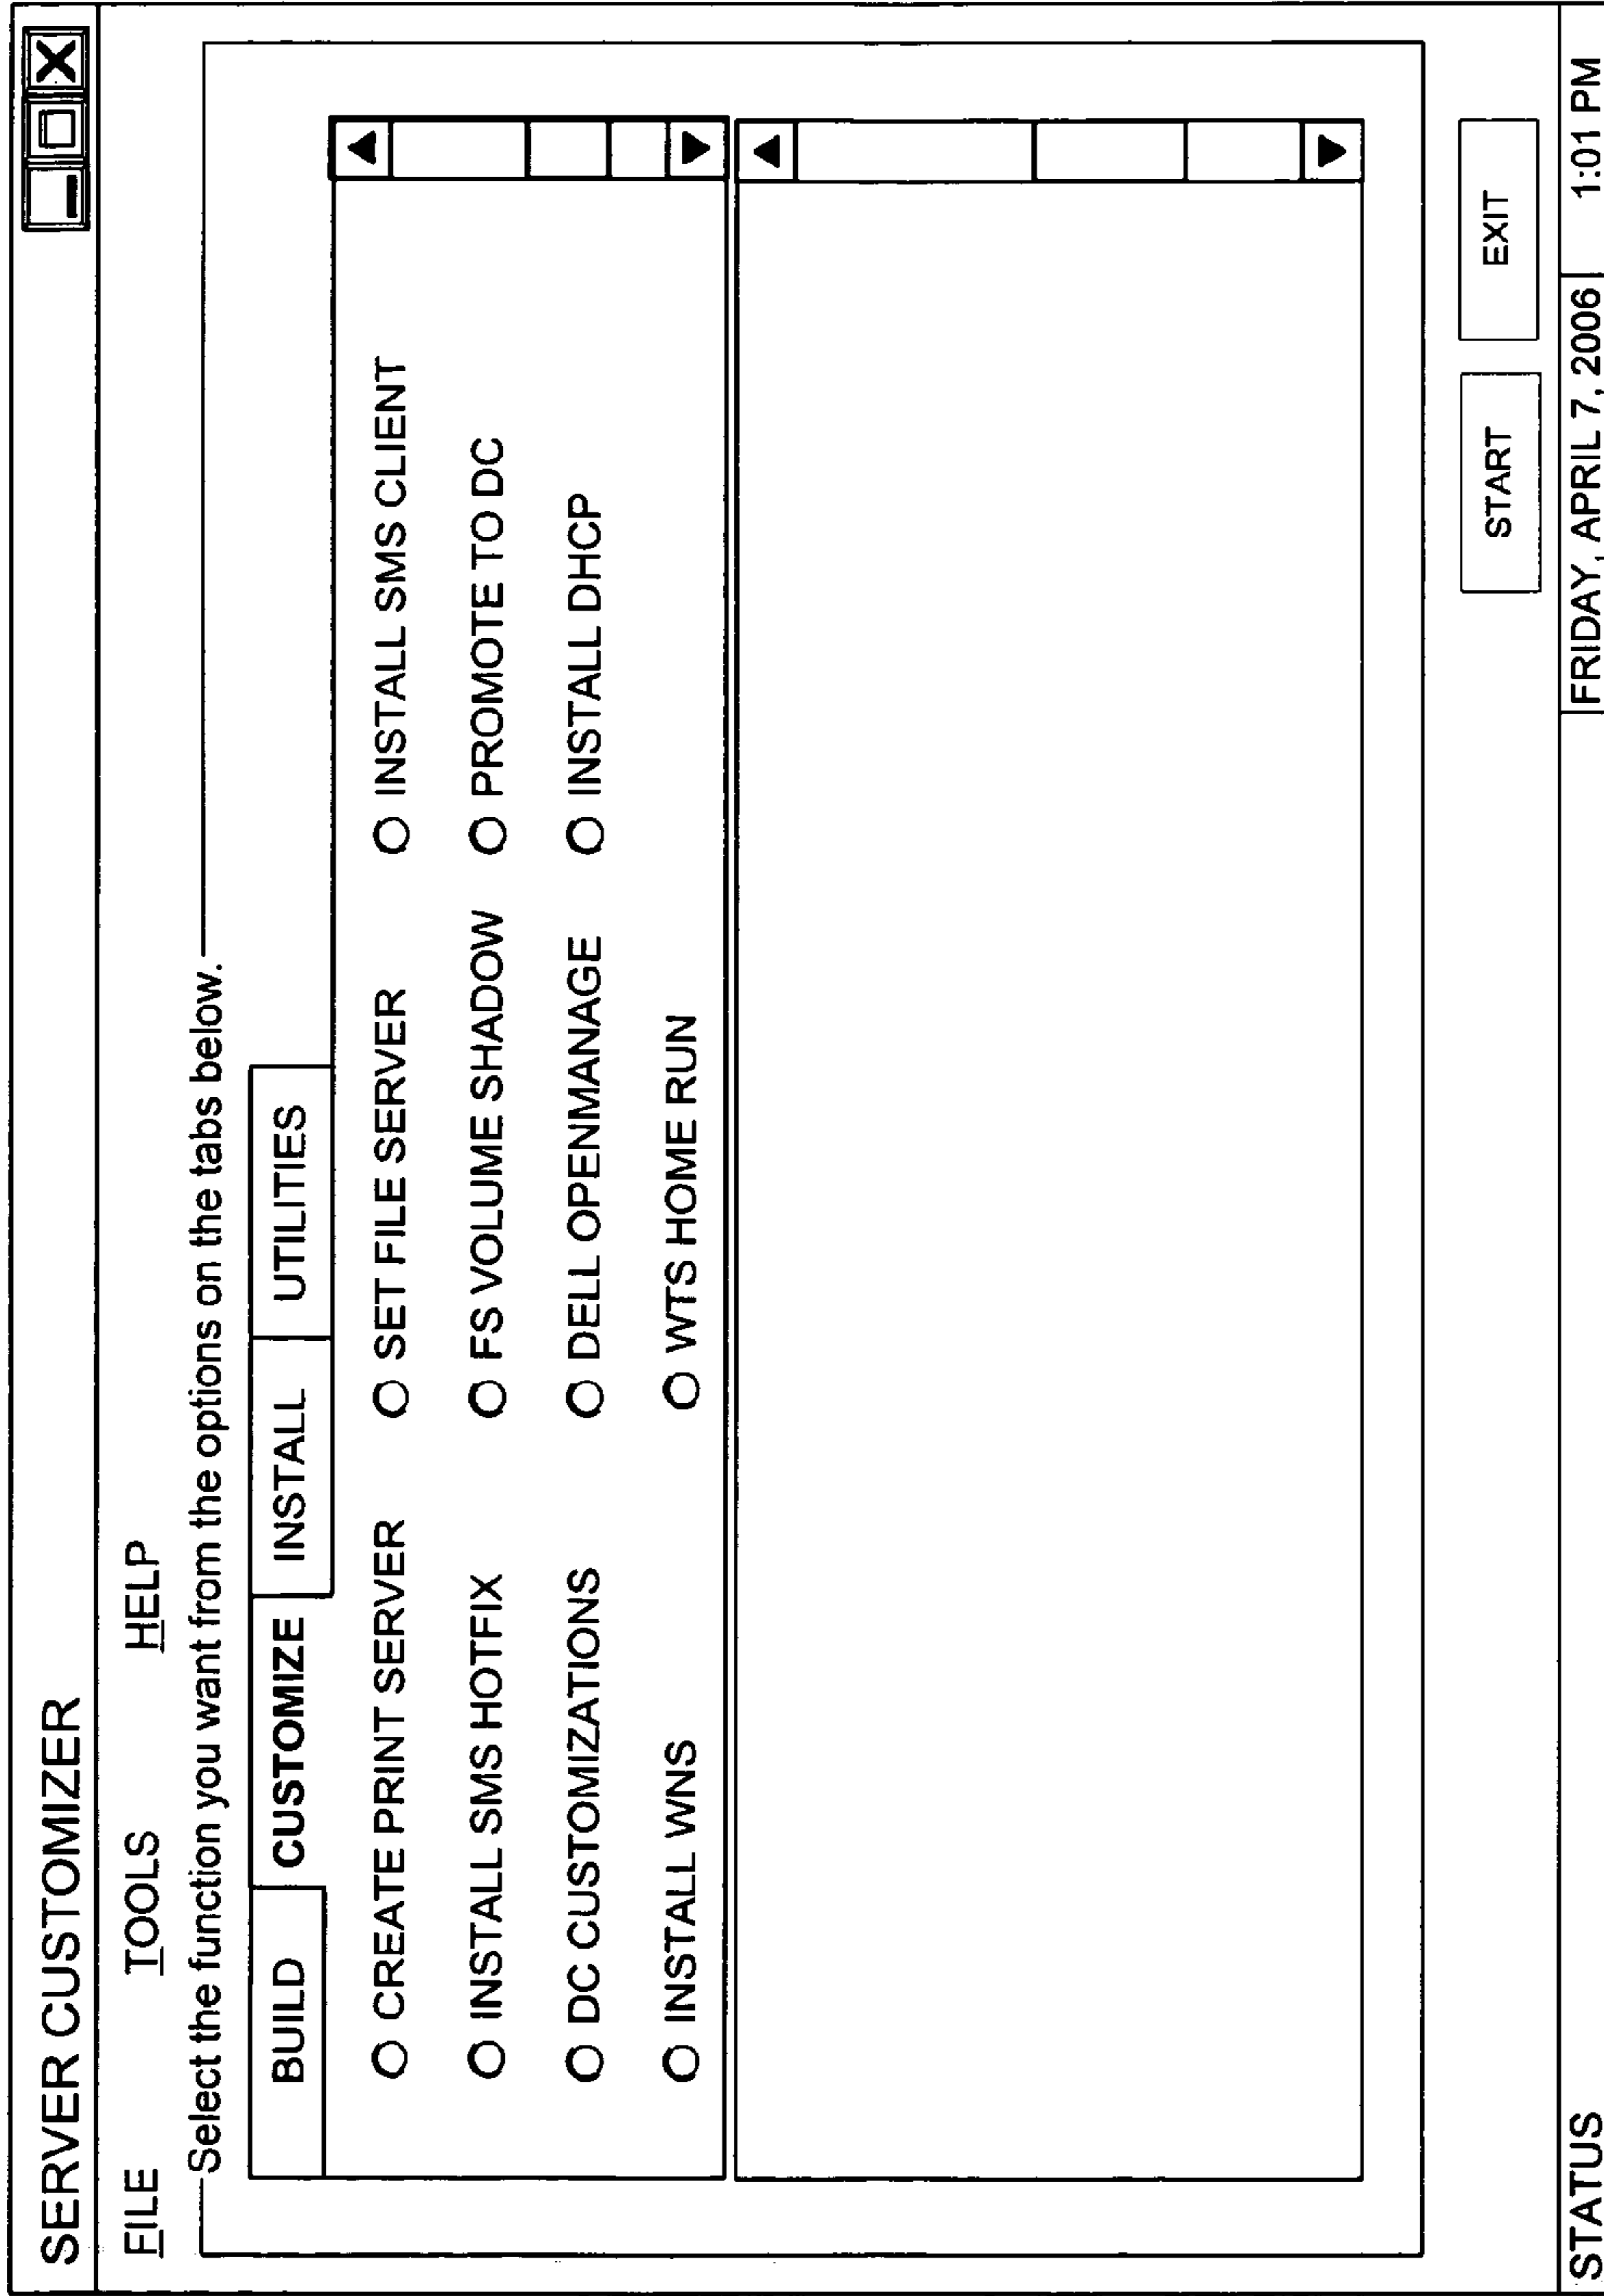 SERVER CUSTOMIZER
FILE TOOLS HELP
Select the function you want from the options on the tabs below.
BUILD CUSTOMIZE INSTALL UTILITIES
CREATE PRINT SERVER SET FILE SERVER INSTALL SMS CLIENT
INSTALL SMS HOTFIX FS VOLUME SHADOW PROMOTE TO DC
DC CUSTOMIZATIONS DELL OPENMANAGE INSTALL DHCP
INSTALL WNS WTS HOME RUN
START EXIT
STATUS FRIDAY, APRIL 7, 2006 1:01 PM